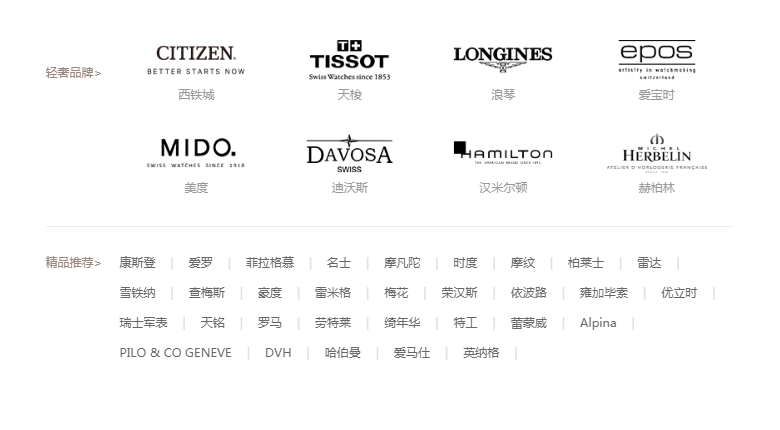 轻奢品牌>
CITIZEN. TISSOT LONGINES epos
BETTER STARTS NOW Swiss Watches since 1853 artistry in watchmaking
switzerland
西铁城 天梭 浪琴 爱宝时
MIDO. DAVOSA HAMILTON MICHEL HERBELIN
SWISS WATCHES SINCE 1918 SWISS THE AMERICAN BRAND SINCE 1892 ATELIER D'HORLOGERIE FRANÇAISE
美度 迪沃斯 汉米尔顿 赫柏林
精品推荐> 康斯登 | 爱罗 | 菲拉格慕 | 名士 | 摩凡陀 | 时度 | 摩纹 | 柏莱士 | 雷达 |
雪铁纳 | 查梅斯 | 豪度 | 雷米格 | 梅花 | 荣汉斯 | 依波路 | 雍加毕索 | 优立时 |
瑞士军表 | 天铭 | 罗马 | 劳特莱 | 绮年华 | 特工 | 蕾蒙威 | Alpina |
PILO & CO GENEVE | DVH | 哈伯曼 | 爱马仕 | 英纳格 |